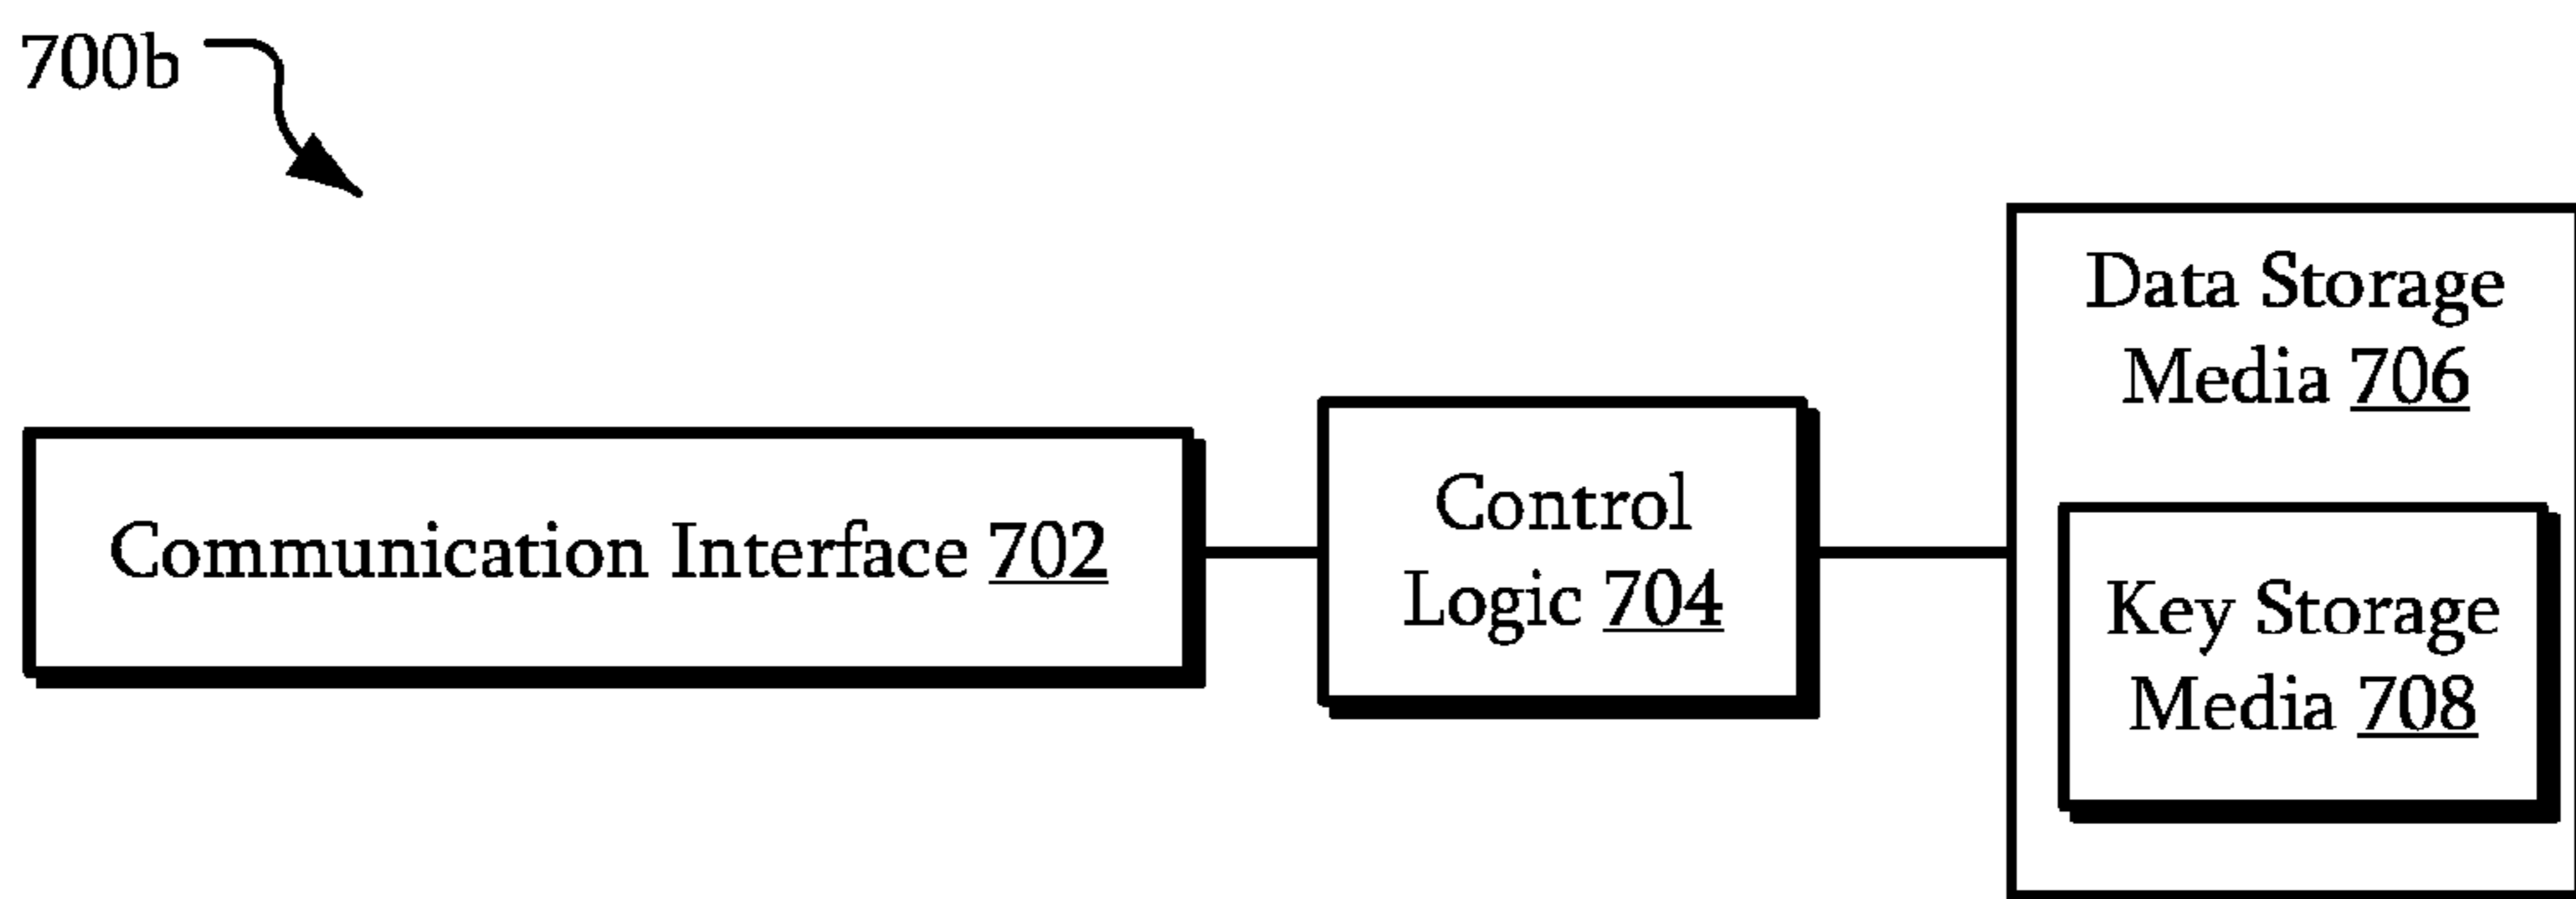 700b
Communication Interface 702
Control
Logic 704
Data Storage
Media 706
Key Storage
Media 708